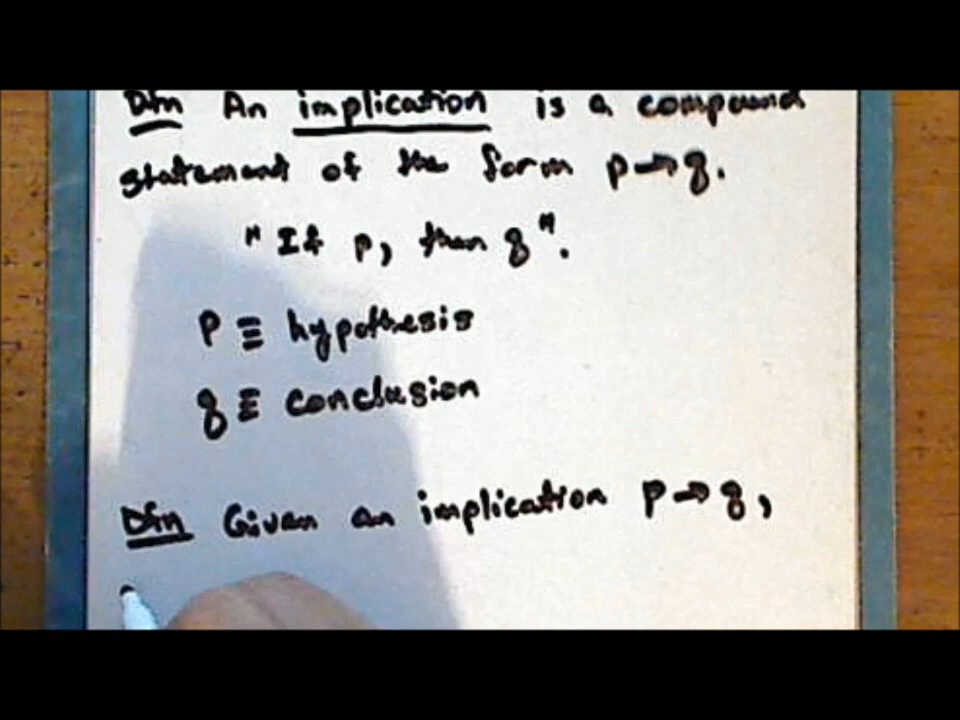 Dfn An implication is a compound
statement of the form p→q.
"If p, then q".
p ≡ hypothesis
q ≡ conclusion
Dfn Given an implication p→q,